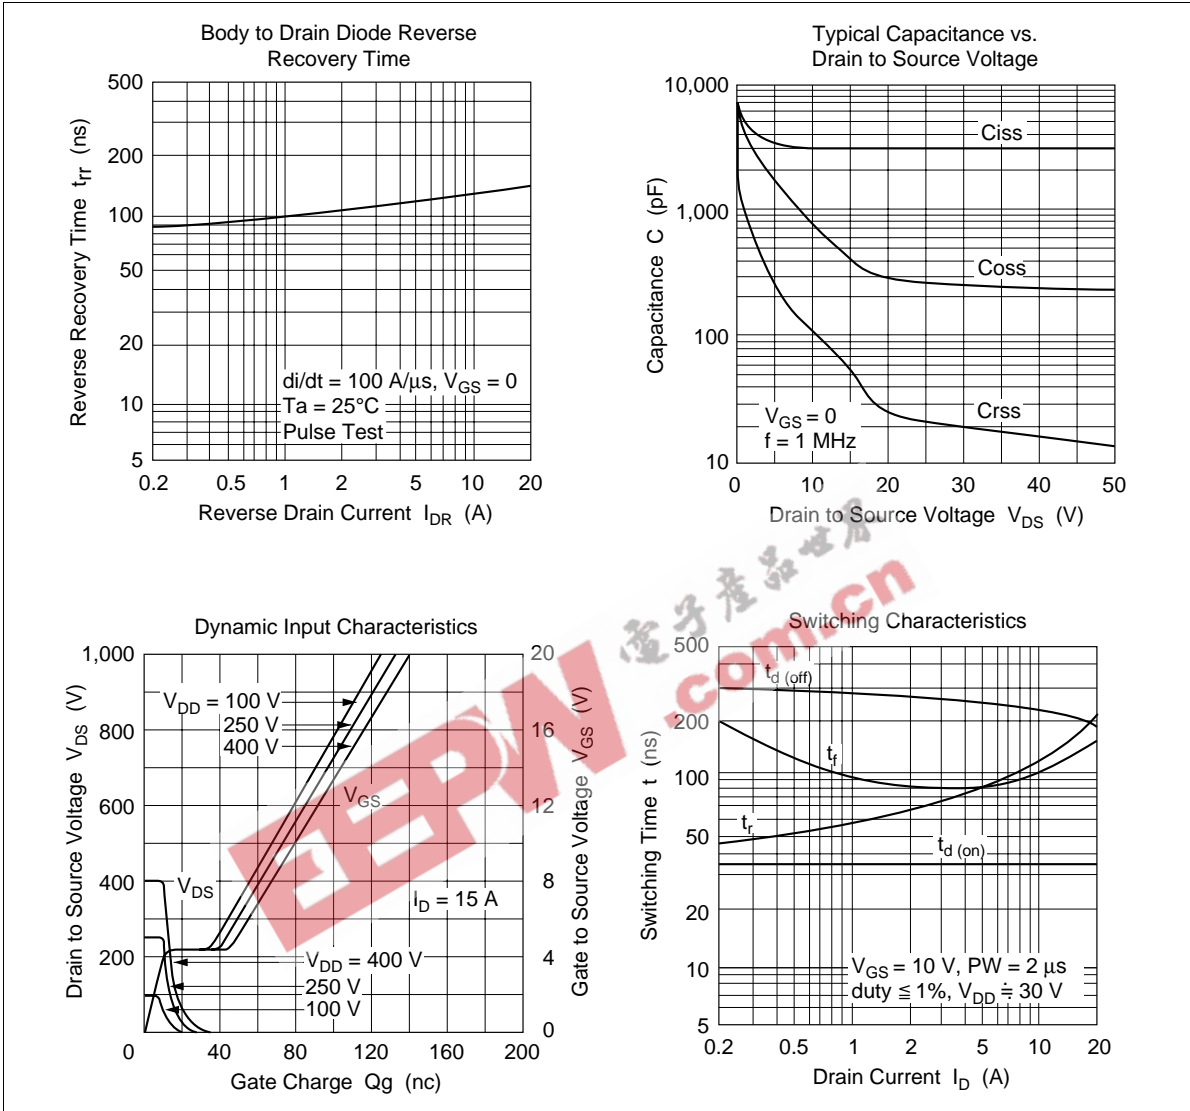 Body to Drain Diode Reverse
Recovery Time
500
200
100
50
20
10
5
Reverse Recovery Time trr (ns)
di/dt = 100 A/μs, VGS = 0
Ta = 25°C
Pulse Test
0.2 0.5 1 2 5 10 20
Reverse Drain Current IDR (A)
Typical Capacitance vs.
Drain to Source Voltage
10,000
1,000
100
10
Capacitance C (pF)
Ciss
Coss
Crss
VGS = 0
f = 1 MHz
0 10 20 30 40 50
Drain to Source Voltage VDS (V)
電子產品世界
.com.cn
EEPW
Dynamic Input Characteristics
1,000
800
600
400
200
0
Drain to Source Voltage VDS (V)
VDD = 100 V
250 V
400 V
VGS
VDS
ID = 15 A
VDD = 400 V
250 V
100 V
20
16
12
8
4
0
Gate to Source Voltage VGS (V)
40 80 120 160 200
Gate Charge Qg (nc)
Switching Characteristics
500
200
100
50
20
10
5
Switching Time t (ns)
td (off)
tf
tr
td (on)
VGS = 10 V, PW = 2 μs
duty ≦ 1%, VDD ≒ 30 V
0.2 0.5 1 2 5 10 20
Drain Current ID (A)